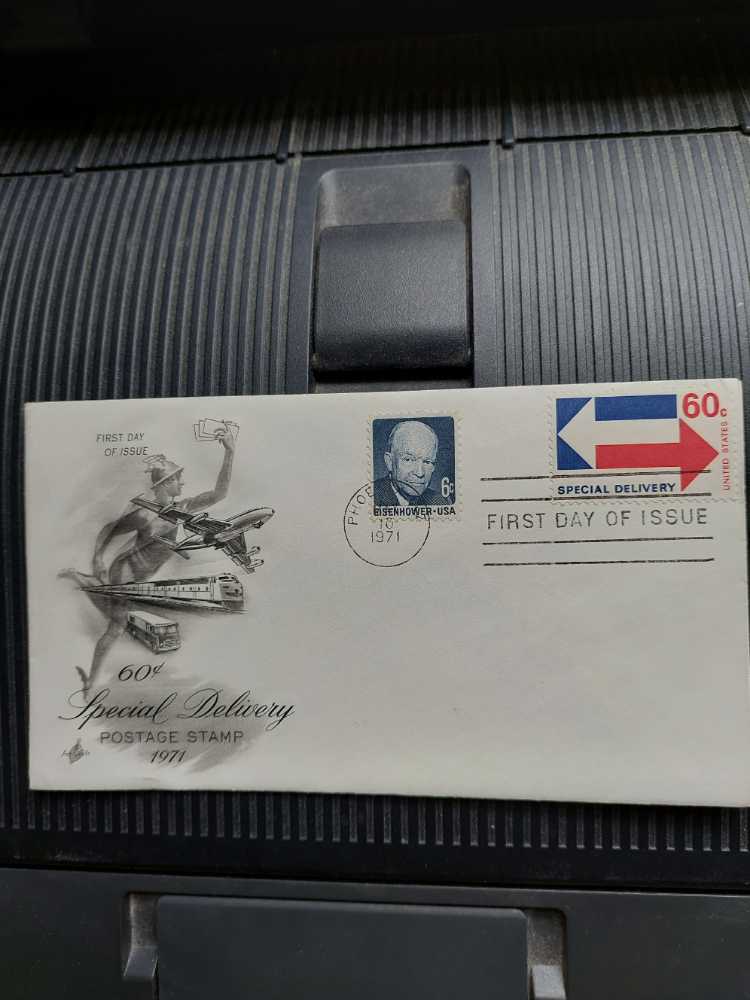 FIRST DAY
OF ISSUE
6c
EISENHOWER·USA
60c
UNITED STATES
SPECIAL DELIVERY
PHOE
10
1971
FIRST DAY OF ISSUE
60¢
Special Delivery
POSTAGE STAMP
1971